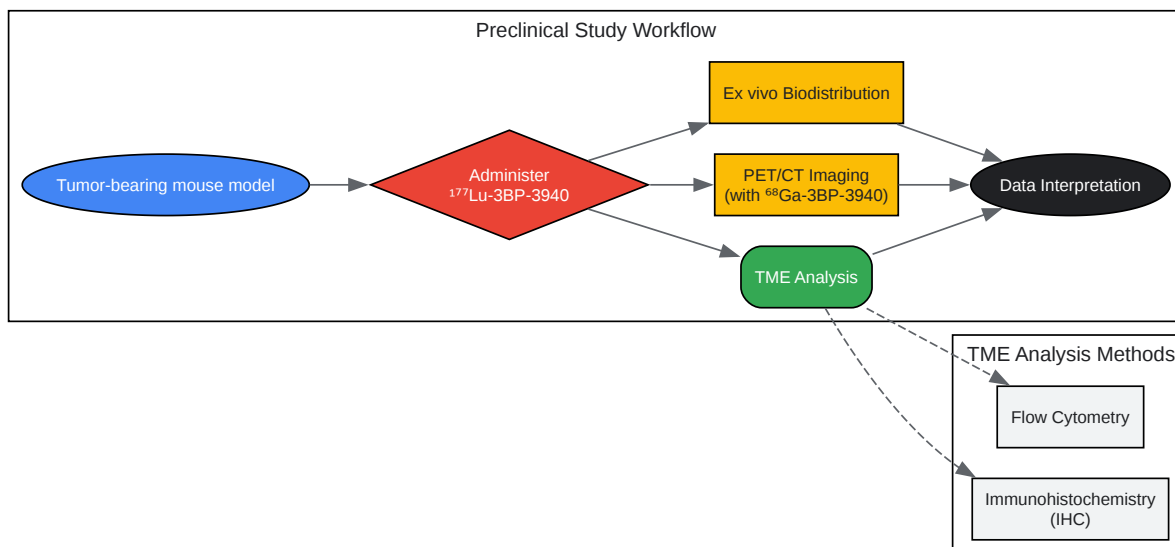 Preclinical Study Workflow
Tumor-bearing mouse model
Administer
¹⁷⁷Lu-3BP-3940
Ex vivo Biodistribution
PET/CT Imaging
(with ⁶⁸Ga-3BP-3940)
TME Analysis
Data Interpretation
TME Analysis Methods
Flow Cytometry
Immunohistochemistry
(IHC)